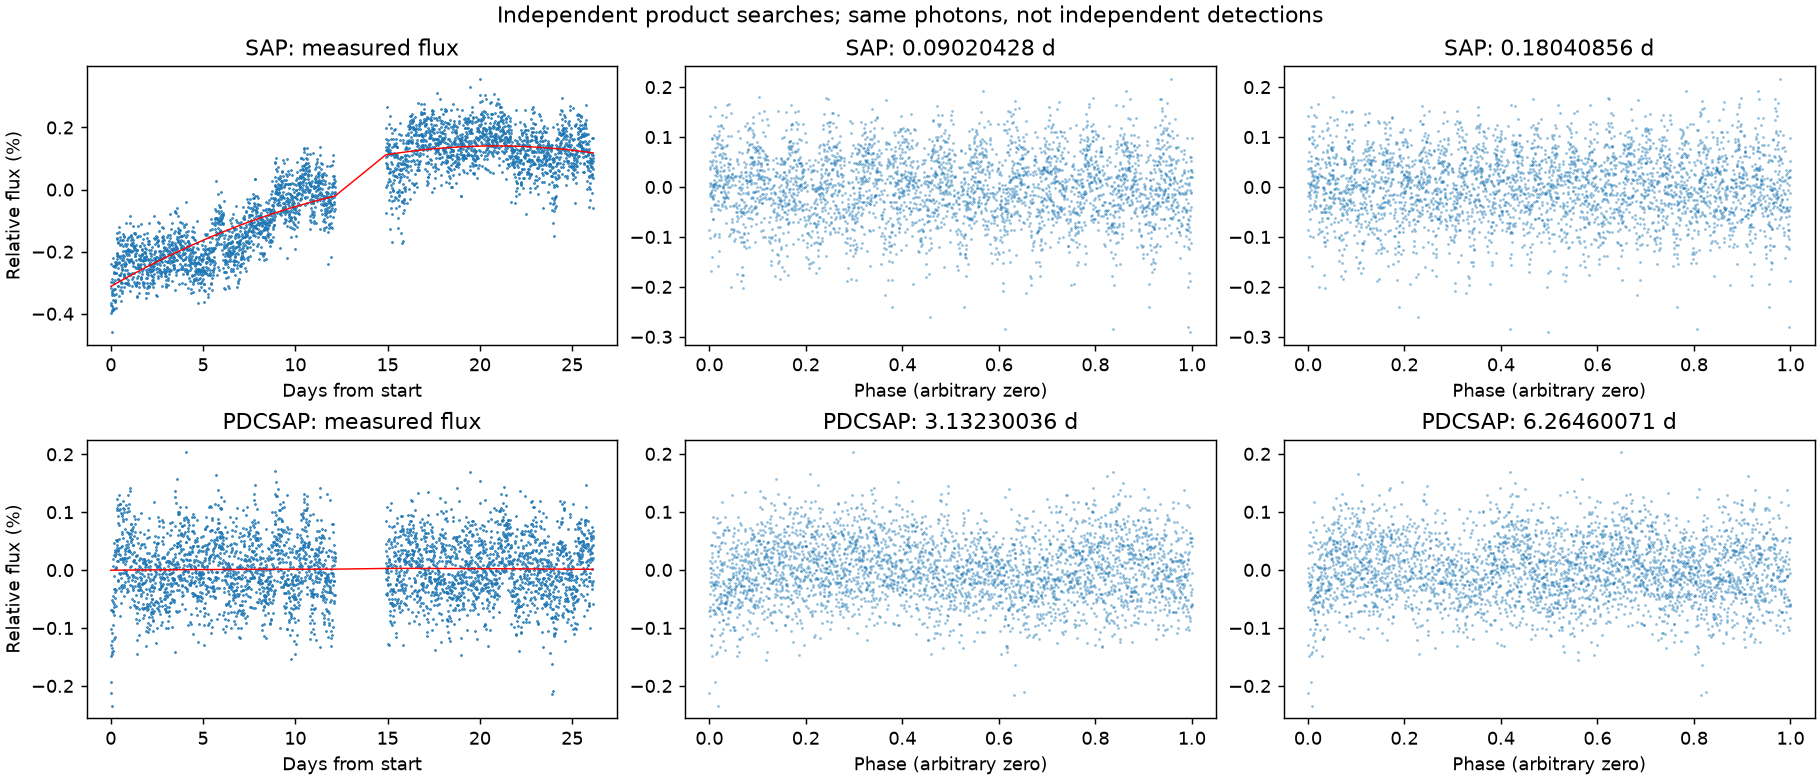 Independent product searches; same photons, not independent detections
SAP: measured flux
SAP: 0.09020428 d
SAP: 0.18040856 d
Relative flux (%)
0.2
0.0
−0.2
−0.4
0 5 10 15 20 25
Days from start
0.2
0.1
0.0
−0.1
−0.2
−0.3
0.0 0.2 0.4 0.6 0.8 1.0
Phase (arbitrary zero)
0.2
0.1
0.0
−0.1
−0.2
−0.3
0.0 0.2 0.4 0.6 0.8 1.0
Phase (arbitrary zero)
PDCSAP: measured flux
PDCSAP: 3.13230036 d
PDCSAP: 6.26460071 d
Relative flux (%)
0.2
0.1
0.0
−0.1
−0.2
0 5 10 15 20 25
Days from start
0.2
0.1
0.0
−0.1
−0.2
0.0 0.2 0.4 0.6 0.8 1.0
Phase (arbitrary zero)
0.2
0.1
0.0
−0.1
−0.2
0.0 0.2 0.4 0.6 0.8 1.0
Phase (arbitrary zero)